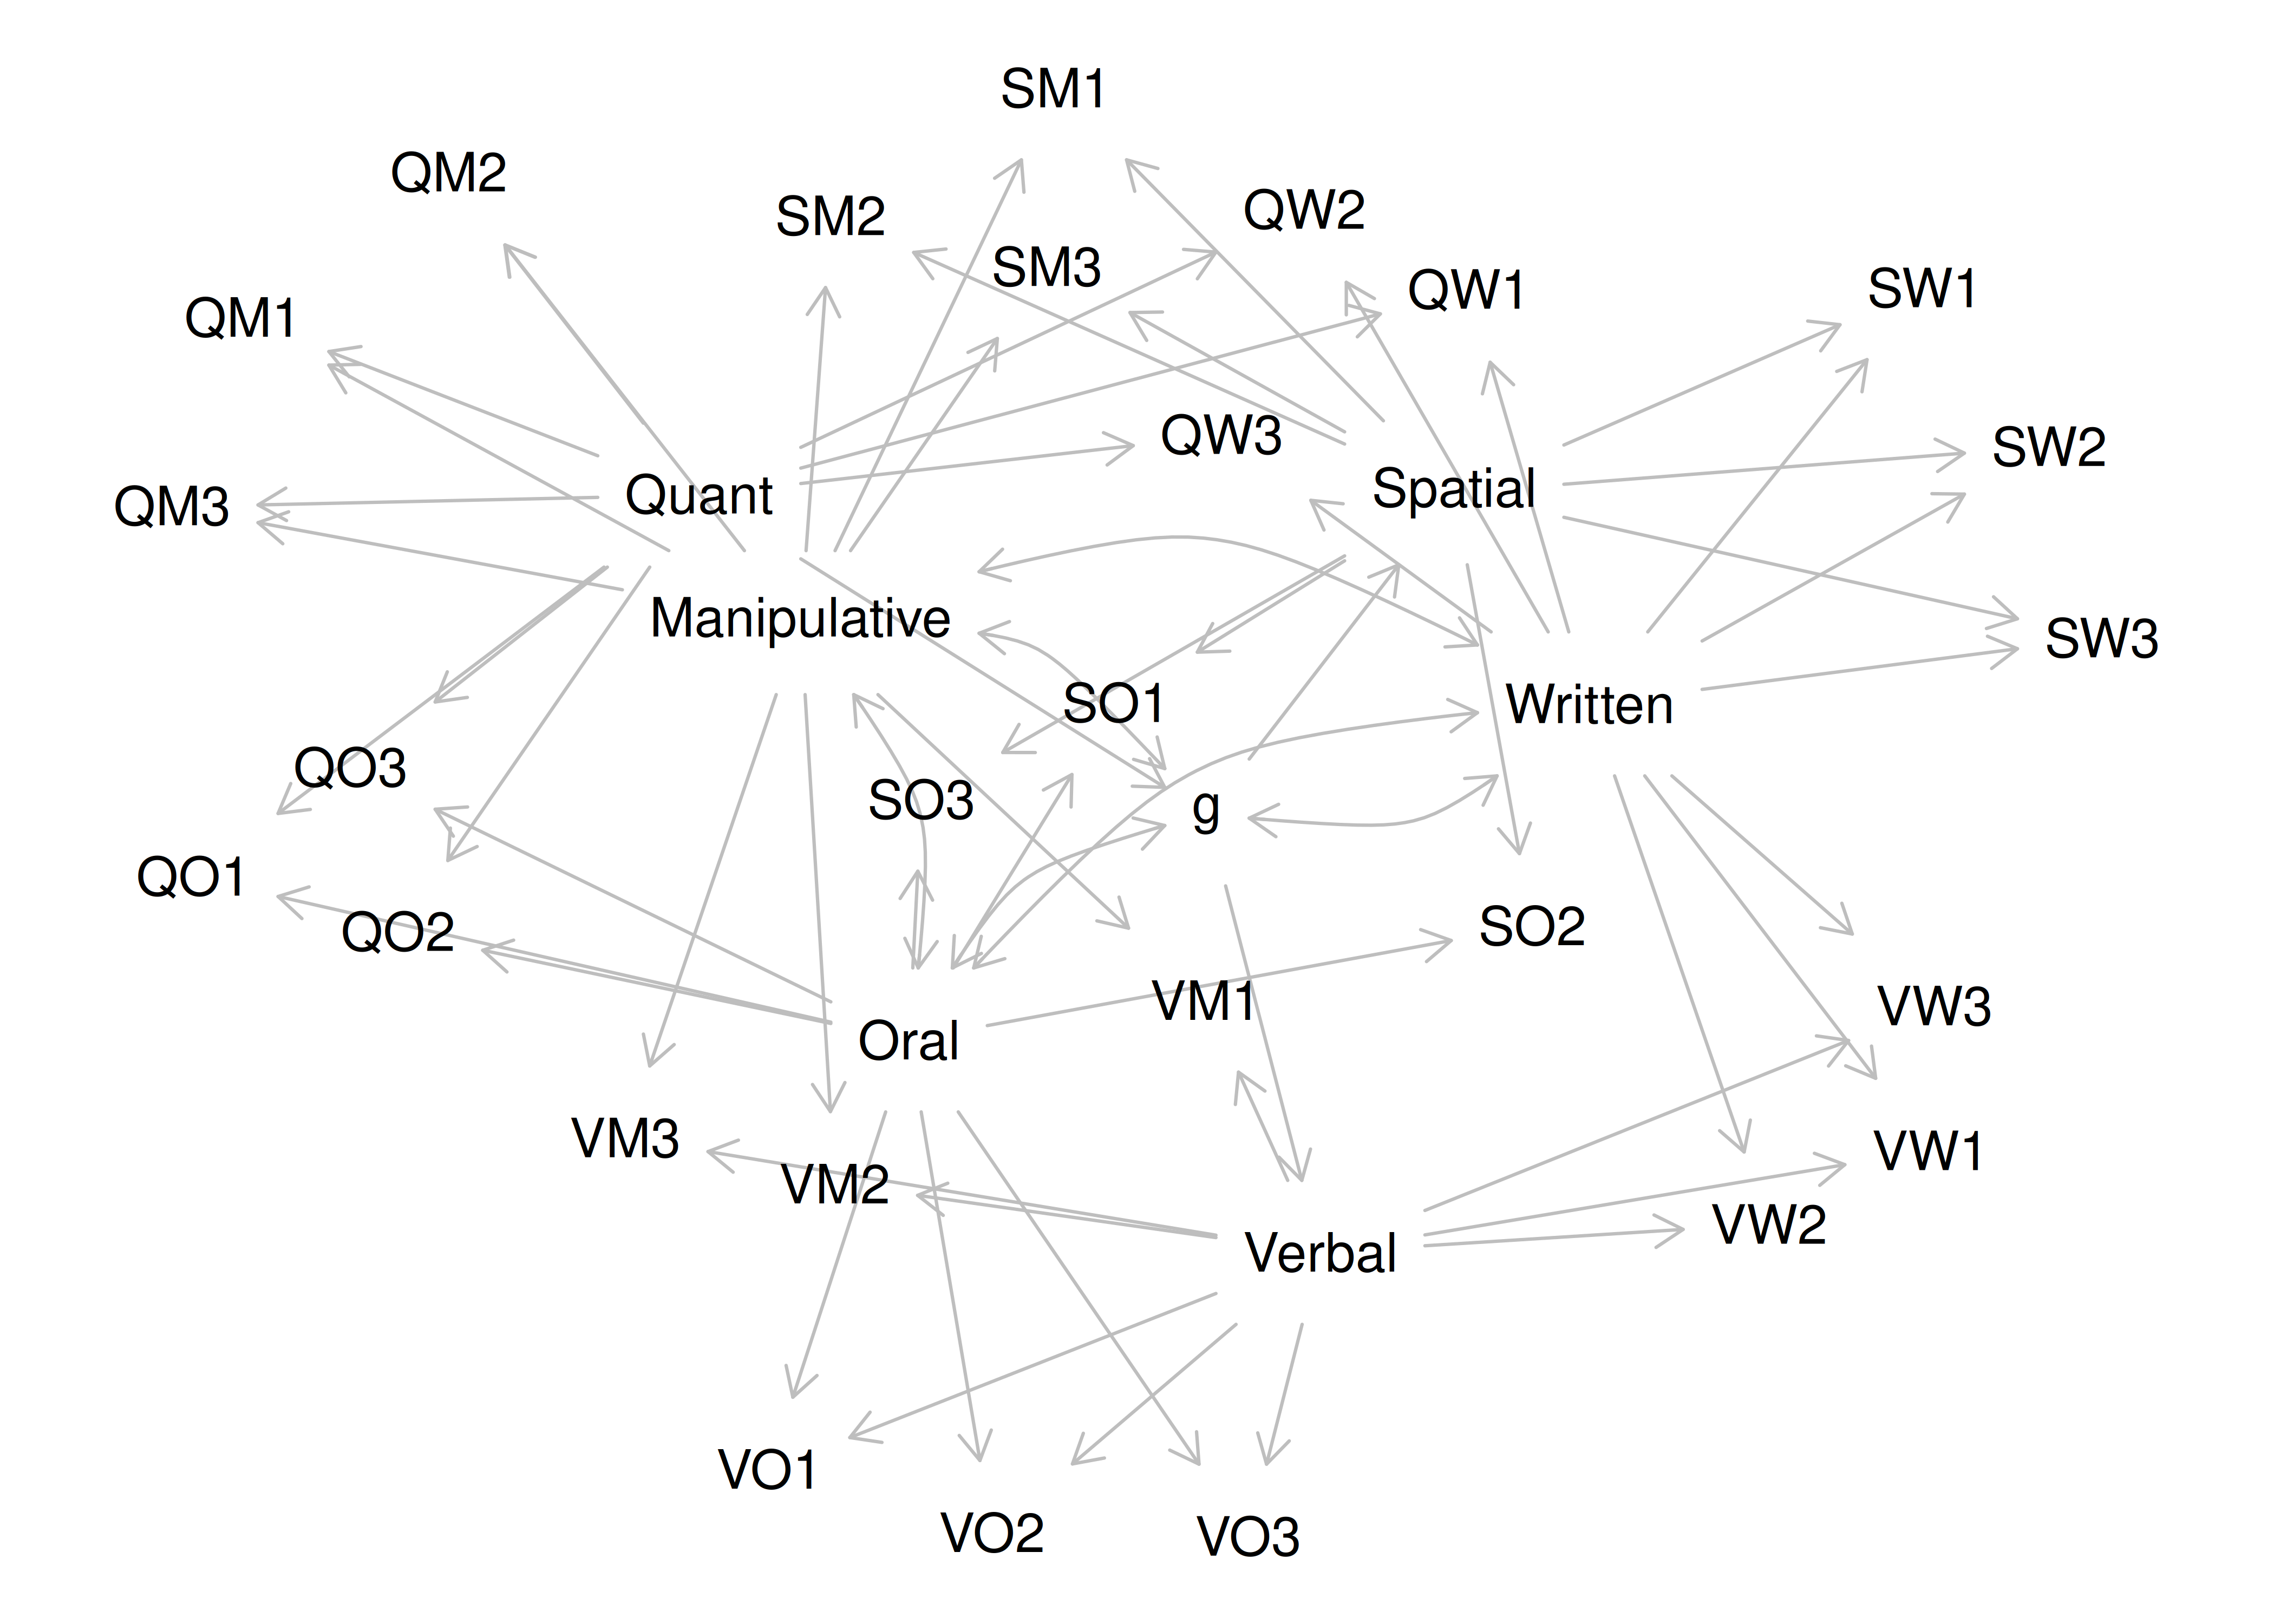 SM1
QM2
SM2
QW2
SM3
QW1
SW1
QM1
QW3
SW2
Quant
Spatial
QM3
Manipulative
SW3
SO1
Written
QO3
SO3
g
QO1
QO2
SO2
VM1
VW3
Oral
VM3
VW1
VM2
VW2
Verbal
VO1
VO2
VO3